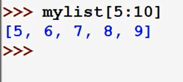 >>> mylist[5:10]
[5, 6, 7, 8, 9]
>>>